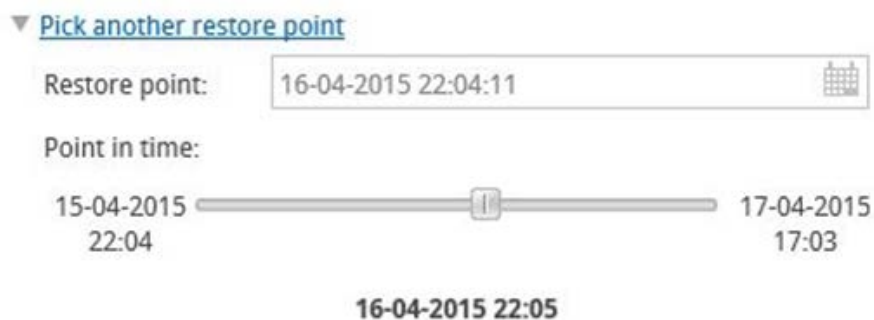 Pick another restore point
Restore point: 16-04-2015 22:04:11
Point in time:
15-04-2015 17-04-2015
22:04 17:03
16-04-2015 22:05